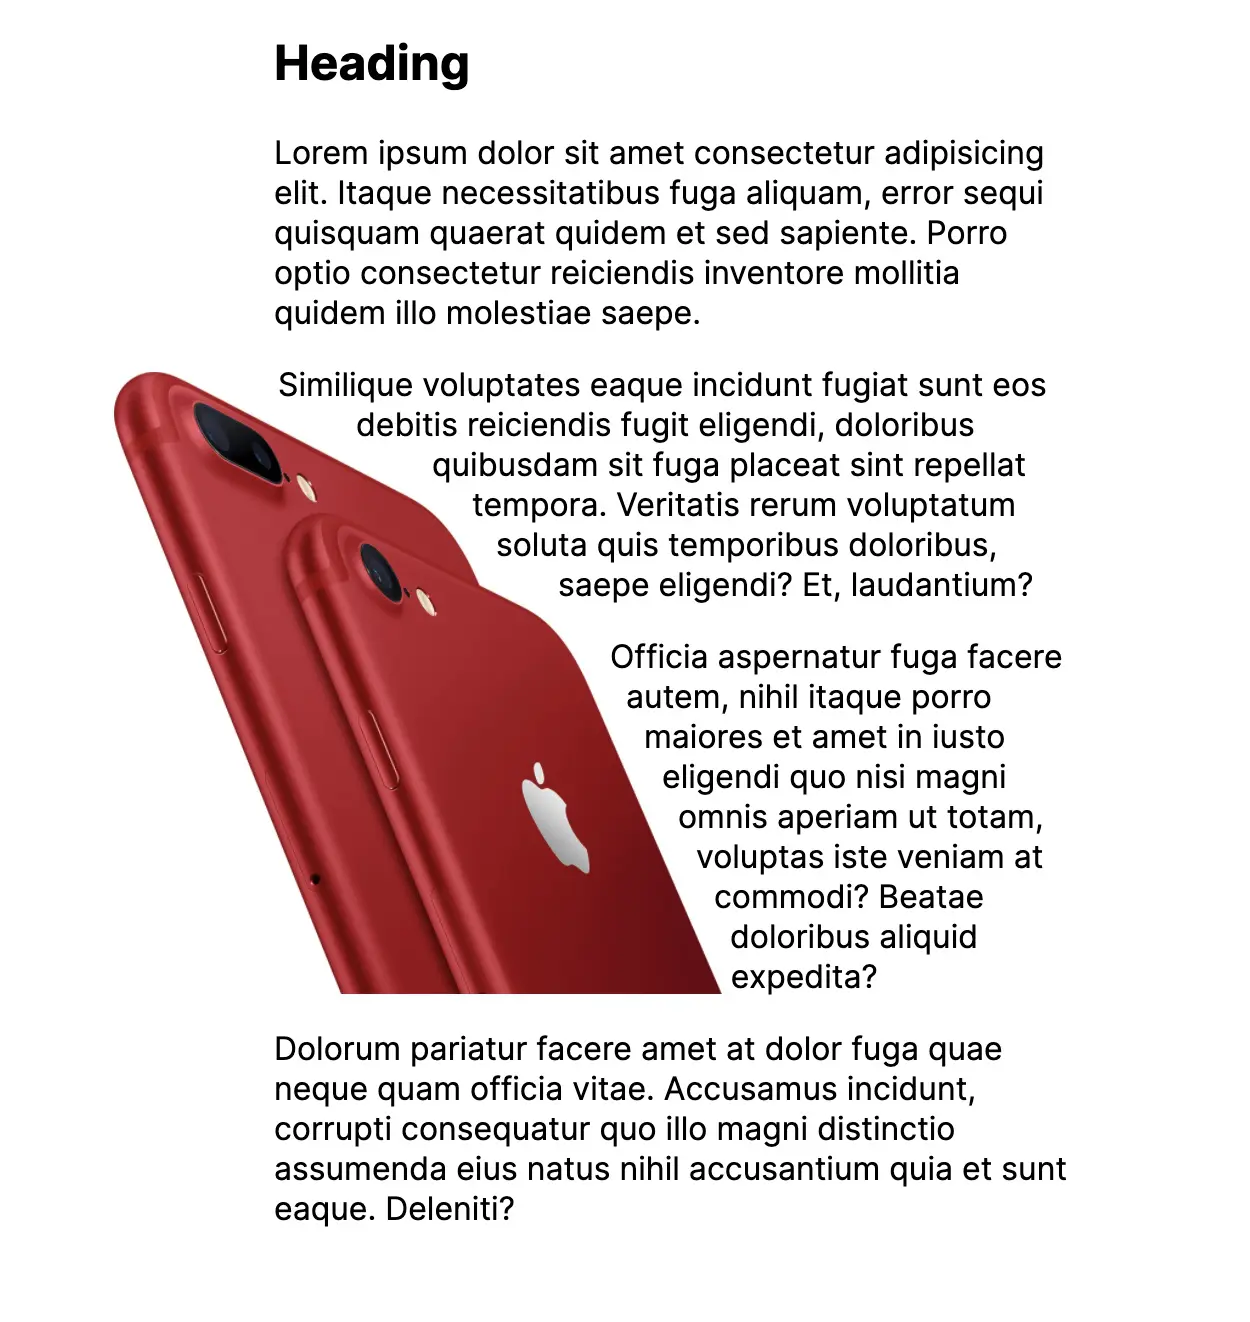 Heading
Lorem ipsum dolor sit amet consectetur adipisicing
elit. Itaque necessitatibus fuga aliquam, error sequi
quisquam quaerat quidem et sed sapiente. Porro
optio consectetur reiciendis inventore mollitia
quidem illo molestiae saepe.
Similique voluptates eaque incidunt fugiat sunt eos
debitis reiciendis fugit eligendi, doloribus
quibusdam sit fuga placeat sint repellat
tempora. Veritatis rerum voluptatum
soluta quis temporibus doloribus,
saepe eligendi? Et, laudantium?
Officia aspernatur fuga facere
autem, nihil itaque porro
maiores et amet in iusto
eligendi quo nisi magni
omnis aperiam ut totam,
voluptas iste veniam at
commodi? Beatae
doloribus aliquid
expedita?
Dolorum pariatur facere amet at dolor fuga quae
neque quam officia vitae. Accusamus incidunt,
corrupti consequatur quo illo magni distinctio
assumenda eius natus nihil accusantium quia et sunt
eaque. Deleniti?